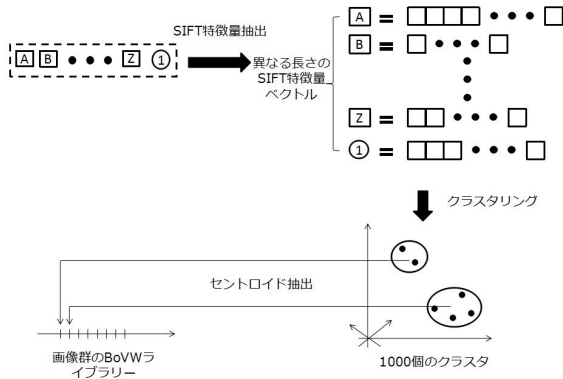 SIFT特徴量抽出
A B ・・・ Z 1
異なる長さの
SIFT特徴量
ベクトル
A =
B =
Z =
1 =
クラスタリング
セントロイド抽出
画像群のBoVWラ
イブラリー
1000個のクラスタ